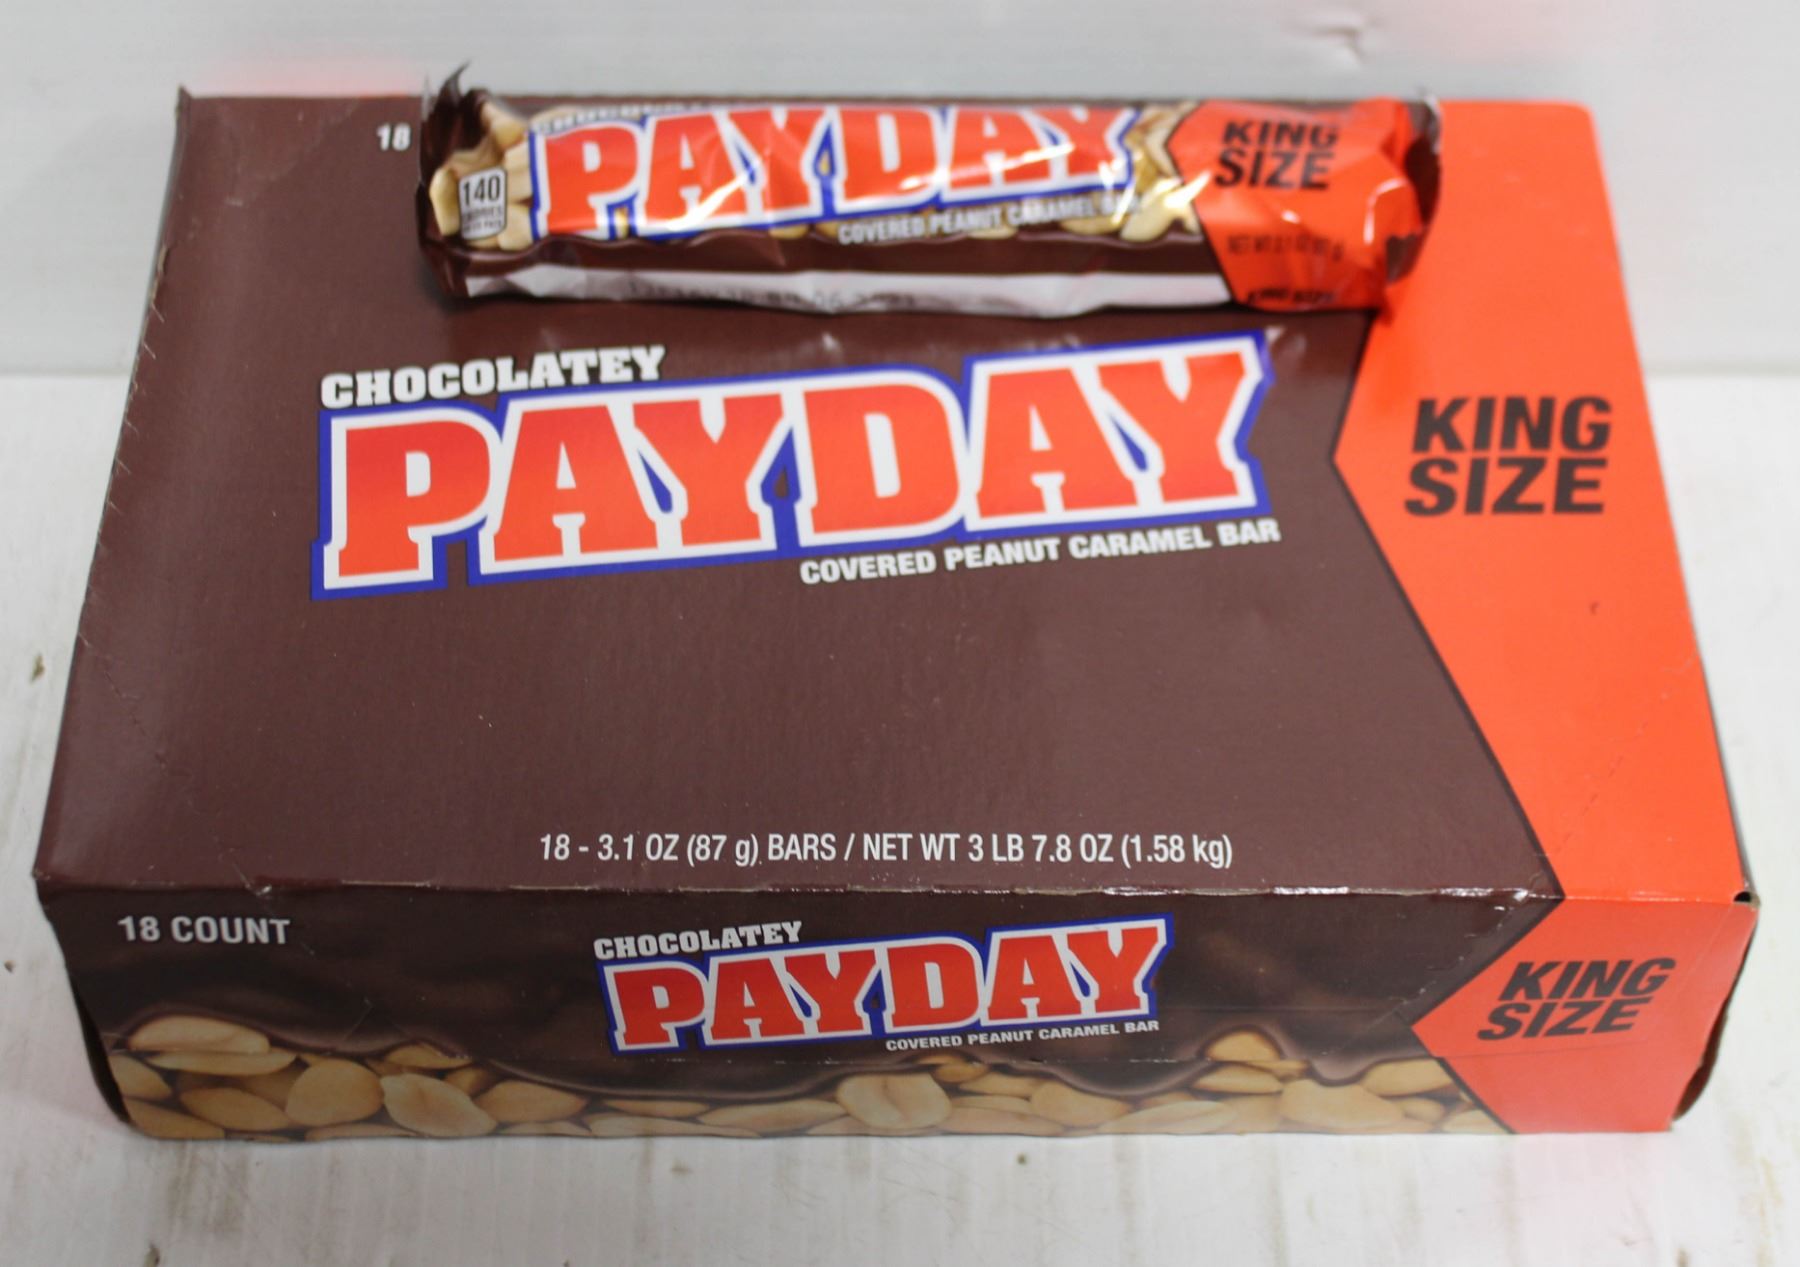 18
140
CALORIES
PAYDAY
COVERED PEANUT CARAMEL BAR
KING
SIZE
CHOCOLATEY
PAYDAY
COVERED PEANUT CARAMEL BAR
KING
SIZE
18 - 3.1 OZ (87 g) BARS / NET WT 3 LB 7.8 OZ (1.58 kg)
18 COUNT
CHOCOLATEY
PAYDAY
COVERED PEANUT CARAMEL BAR
KING
SIZE